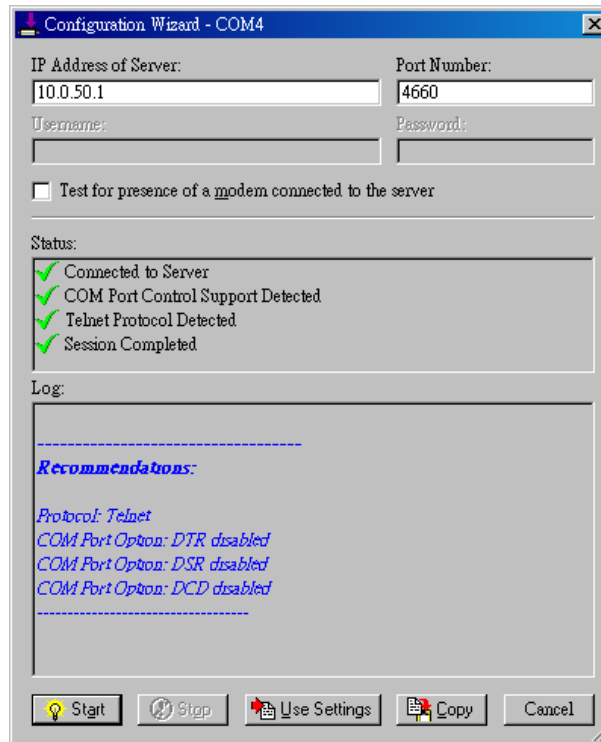 Configuration Wizard - COM4
IP Address of Server: Port Number:
10.0.50.1 4660
Username: Password:
Test for presence of a modem connected to the server
Status:
Connected to Server
COM Port Control Support Detected
Telnet Protocol Detected
Session Completed
Log:
-----------------------------------
Recommendations:
Protocol: Telnet
COM Port Option: DTR disabled
COM Port Option: DSR disabled
COM Port Option: DCD disabled
---------------------------------
Start Stop Use Settings Copy Cancel